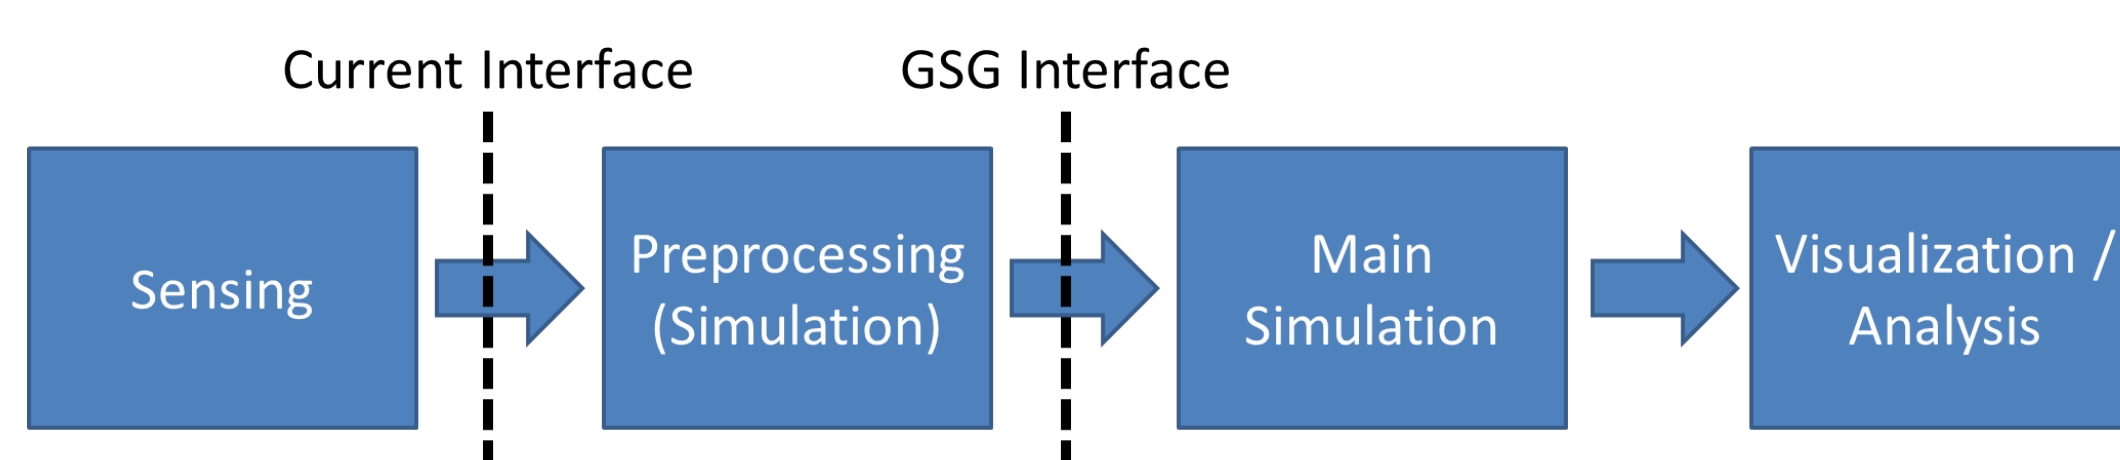 Current Interface
GSG Interface
Sensing
Preprocessing
(Simulation)
Main
Simulation
Visualization /
Analysis